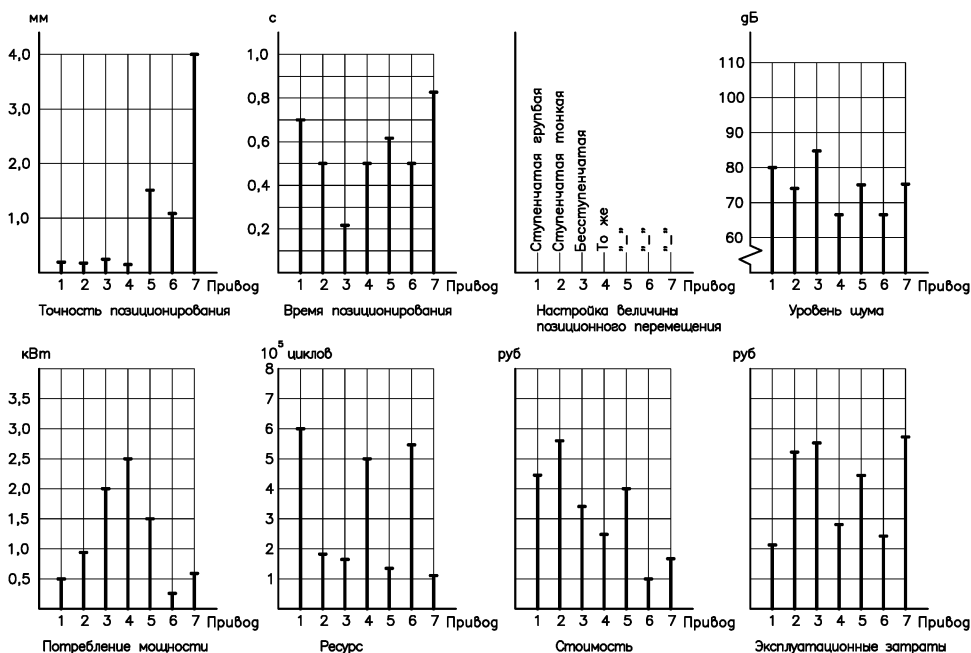 мм
4,0
3,0
2,0
1,0
1 2 3 4 5 6 7 Привод
Точность позиционирования
с
1,0
0,8
0,6
0,4
0,2
1 2 3 4 5 6 7 Привод
Время позиционирования
Ступенчатая групбая
Ступенчатая тонкая
Бесступенчатая
То же
"–"
"–"
"–"
1 2 3 4 5 6 7 Привод
Настройка величины
позиционного перемещения
дБ
110
100
90
80
70
60
1 2 3 4 5 6 7 Привод
Уровень шума
кВт
3,5
3,0
2,5
2,0
1,5
1,0
0,5
1 2 3 4 5 6 7 Привод
Потребление мощности
10⁵ циклов
8
7
6
5
4
3
2
1
1 2 3 4 5 6 7 Привод
Ресурс
руб
1 2 3 4 5 6 7 Привод
Стоимость
руб
1 2 3 4 5 6 7 Привод
Эксплуатационные затраты